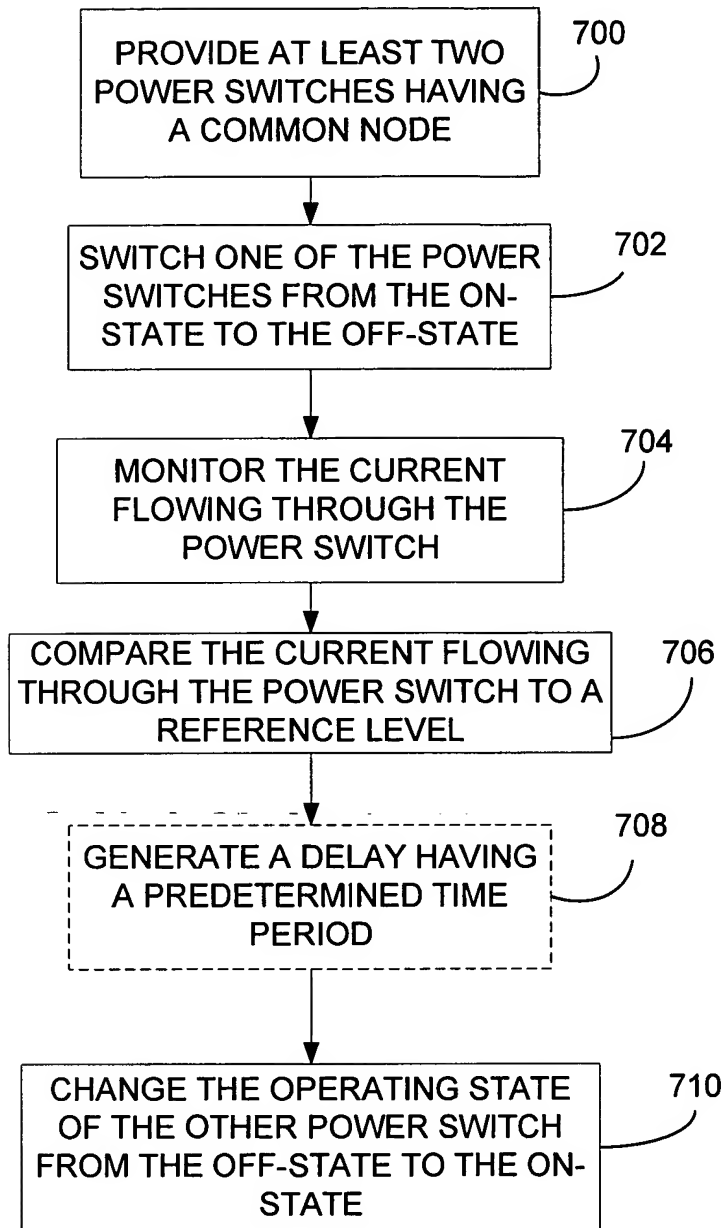 PROVIDE AT LEAST TWO
POWER SWITCHES HAVING
A COMMON NODE
700
SWITCH ONE OF THE POWER
SWITCHES FROM THE ON-
STATE TO THE OFF-STATE
702
MONITOR THE CURRENT
FLOWING THROUGH THE
POWER SWITCH
704
COMPARE THE CURRENT FLOWING
THROUGH THE POWER SWITCH TO A
REFERENCE LEVEL
706
GENERATE A DELAY HAVING
A PREDETERMINED TIME
PERIOD
708
CHANGE THE OPERATING STATE
OF THE OTHER POWER SWITCH
FROM THE OFF-STATE TO THE ON-
STATE
710